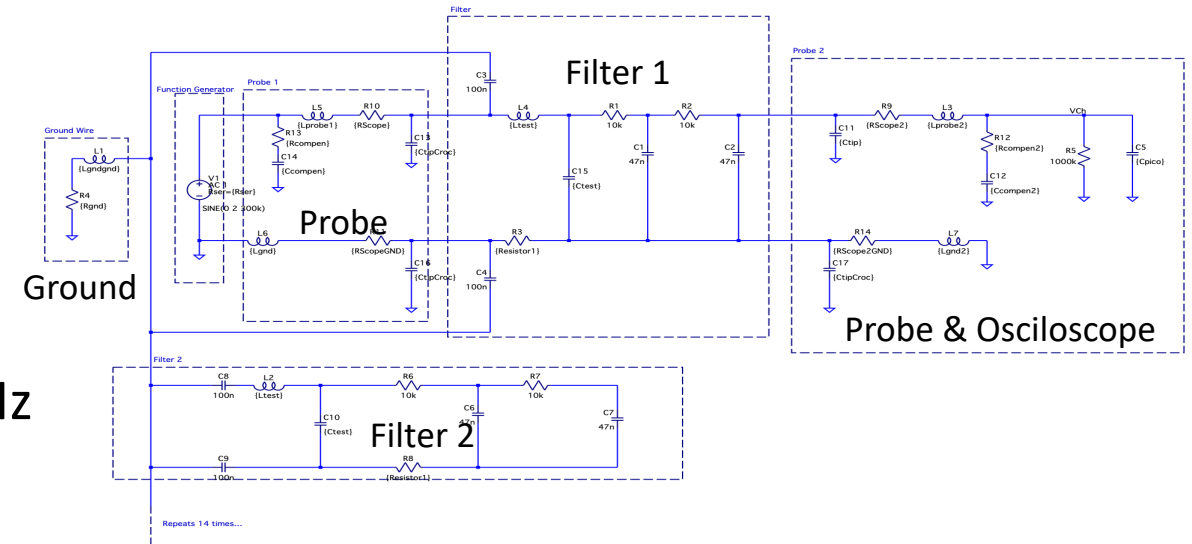 Filter
Filter 1
Probe 2
Function Generator
Probe 1
Ground Wire
C3
100n
L4
{Ltest}
R1
10k
R2
10k
L5
{Lprobe1}
R10
{RScope}
R13
{Rcompen}
C14
{Ccompen}
C13
{CtipCroc}
C15
{Ctest}
C1
47n
C2
47n
C11
{Ctip}
R9
{RScope2}
L3
{Lprobe2}
VCh
R12
{Rcompen2}
C12
{Ccompen2}
R5
1000k
C5
{Cpico}
L1
{Lgndgnd}
R4
{Rgnd}
V1
AC 1
Rser={Rser}
SINE(0 2 300k)
Probe
L6
{Lgnd}
R11
{RScopeGND}
C16
{CtipCroc}
C4
100n
R3
{Resistor1}
R14
{RScope2GND}
L7
{Lgnd2}
C17
{CtipCroc}
Ground
Probe & Osciloscope
Filter 2
C8
100n
L2
{Ltest}
C10
{Ctest}
R6
10k
C6
47n
R7
10k
C7
47n
Filter 2
C9
100n
R8
{Resistor1}
Repeats 14 times...